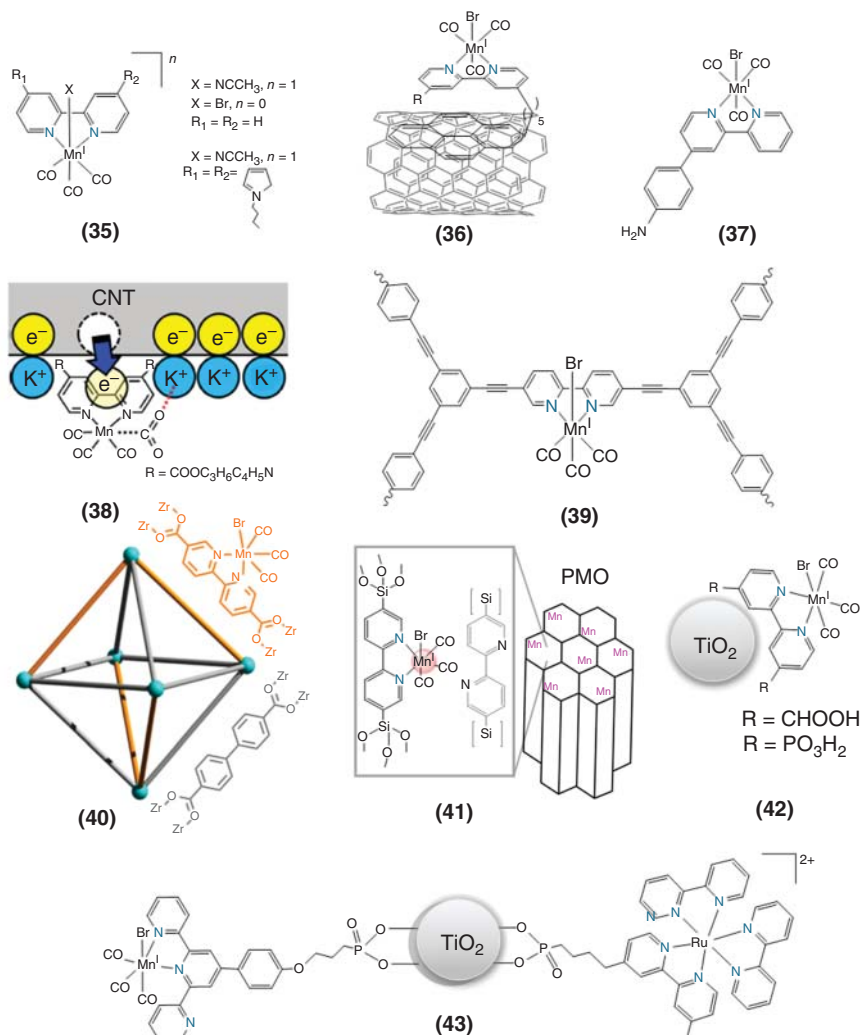 R₁
R₂
X
n
N
N
Mnᴵ
CO
CO
CO
X = NCCH₃, n = 1
X = Br, n = 0
R₁ = R₂ = H
X = NCCH₃, n = 1
R₁ = R₂=
N
(35)
Br
CO
CO
Mnᴵ
N
CO
N
R
5
(36)
Br
CO
CO
Mnᴵ
CO
N
N
H₂N
(37)
CNT
e⁻
e⁻
e⁻
e⁻
K⁺
R
e⁻
R
K⁺
K⁺
K⁺
N
N
O
OC
Mn
C
OC
CO
O
R = COOC₃H₆C₄H₅N
(38)
Br
N
N
Mnᴵ
CO
CO
CO
(39)
Zr
O
Zr
O
Br
CO
N
Mn
CO
N
CO
O
Zr
O
Zr
Zr
O
O
Zr
O
Zr
O
Zr
(40)
O
O
O
Si
Br
N
CO
Mnᴵ
CO
N
CO
Si
O
O
O
Si
N
N
Si
PMO
Mn
Mn
Mn
Mn
Mn
Mn
(41)
R
Br
CO
N
Mnᴵ
CO
N
CO
R
TiO₂
R = CHOOH
R = PO₃H₂
(42)
Br
N
CO
Mnᴵ
N
CO
CO
N
O
O
P
O
O
TiO₂
O
P
O
O
2+
N
N
N
Ru
N
N
N
N
(43)